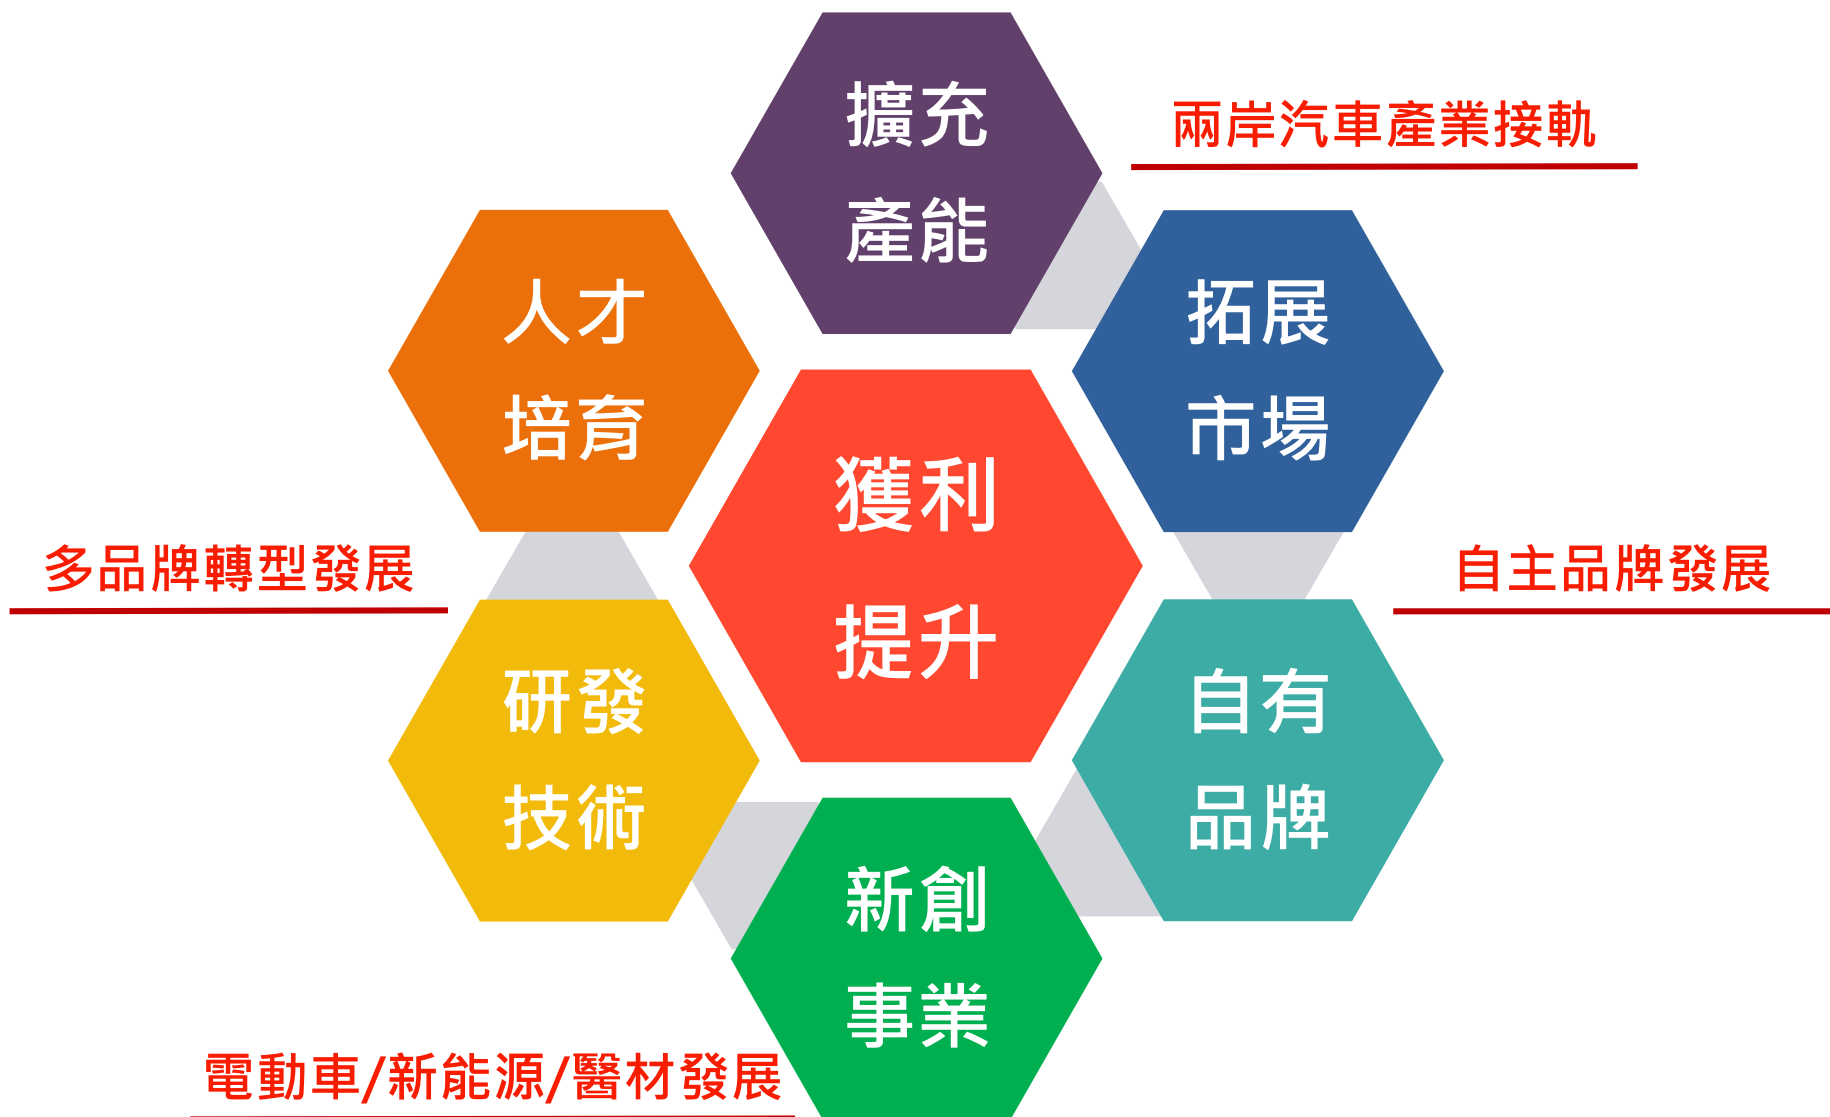 擴充
產能
兩岸汽車產業接軌
人才
培育
拓展
市場
獲利
提升
多品牌轉型發展
自主品牌發展
研發
技術
自有
品牌
新創
事業
電動車/新能源/醫材發展